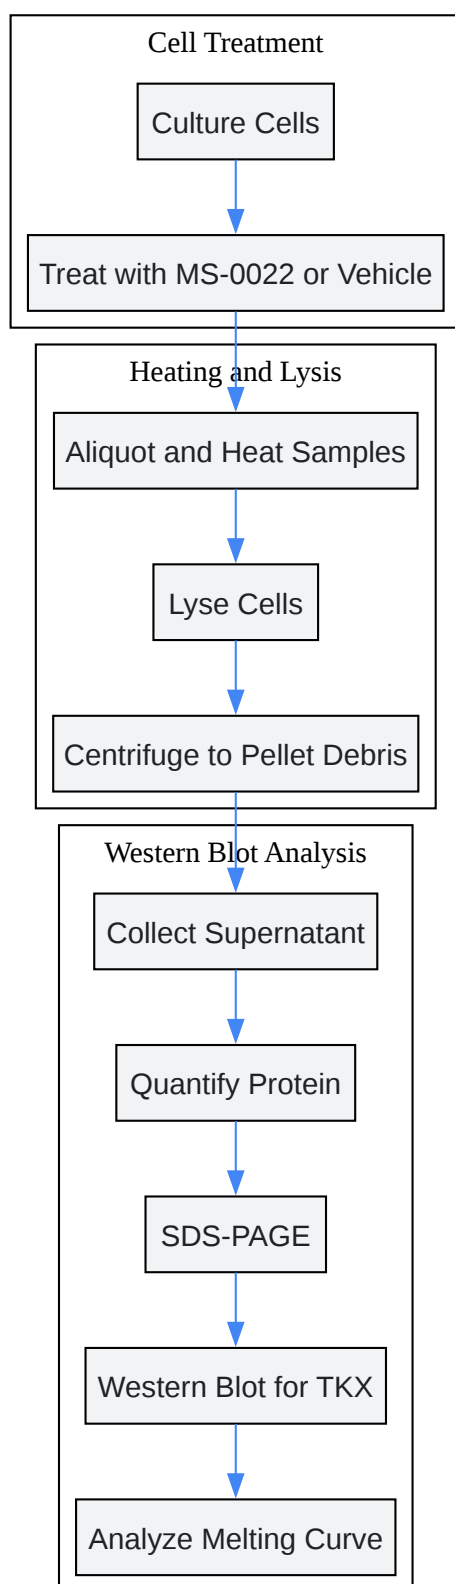 Cell Treatment
Culture Cells
Treat with MS-0022 or Vehicle
Heating and Lysis
Aliquot and Heat Samples
Lyse Cells
Centrifuge to Pellet Debris
Western Blot Analysis
Collect Supernatant
Quantify Protein
SDS-PAGE
Western Blot for TKX
Analyze Melting Curve